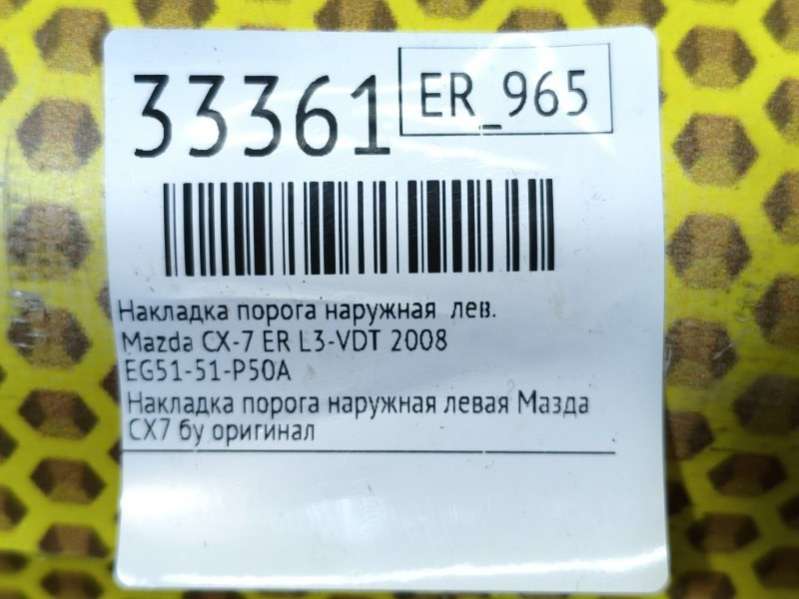 33361
ER_965
Накладка порога наружная лев.
Mazda CX-7 ER L3-VDT 2008
EG51-51-P50A
Накладка порога наружная левая Мазда
СХ7 бу оригинал